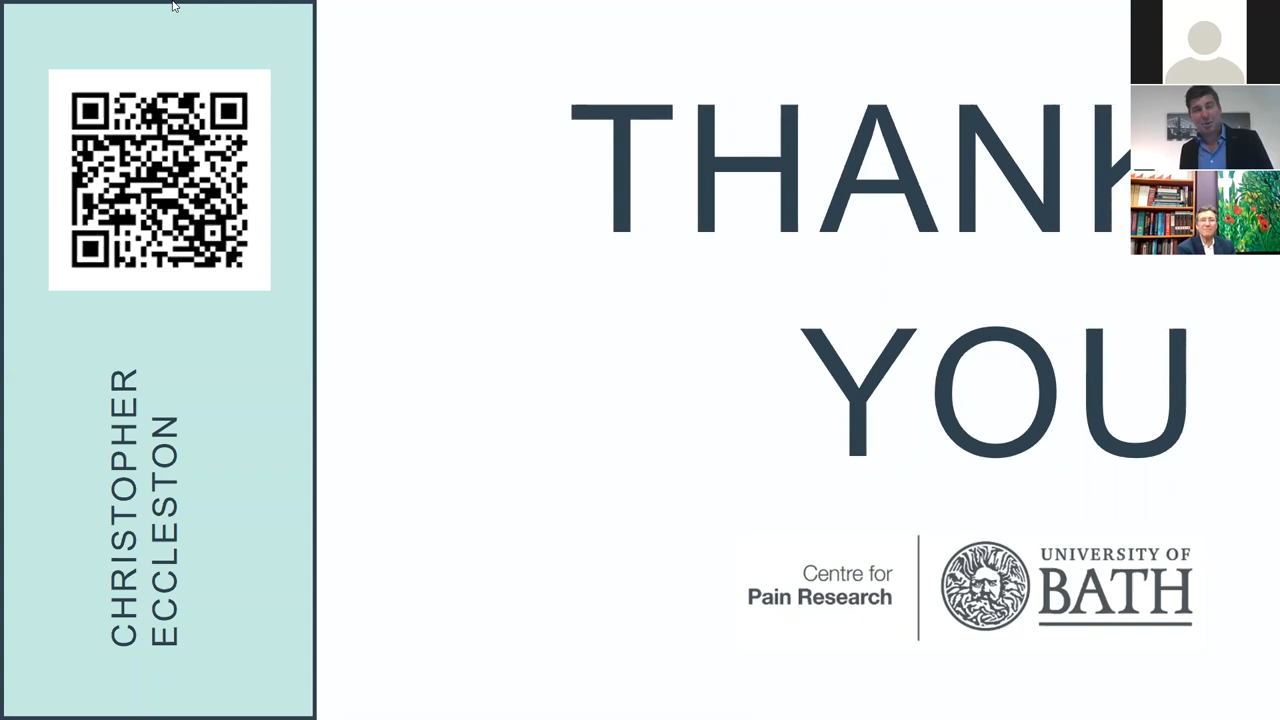 CHRISTOPHER
ECCLESTON
THANK
YOU
Centre for
Pain Research
UNIVERSITY OF
BATH